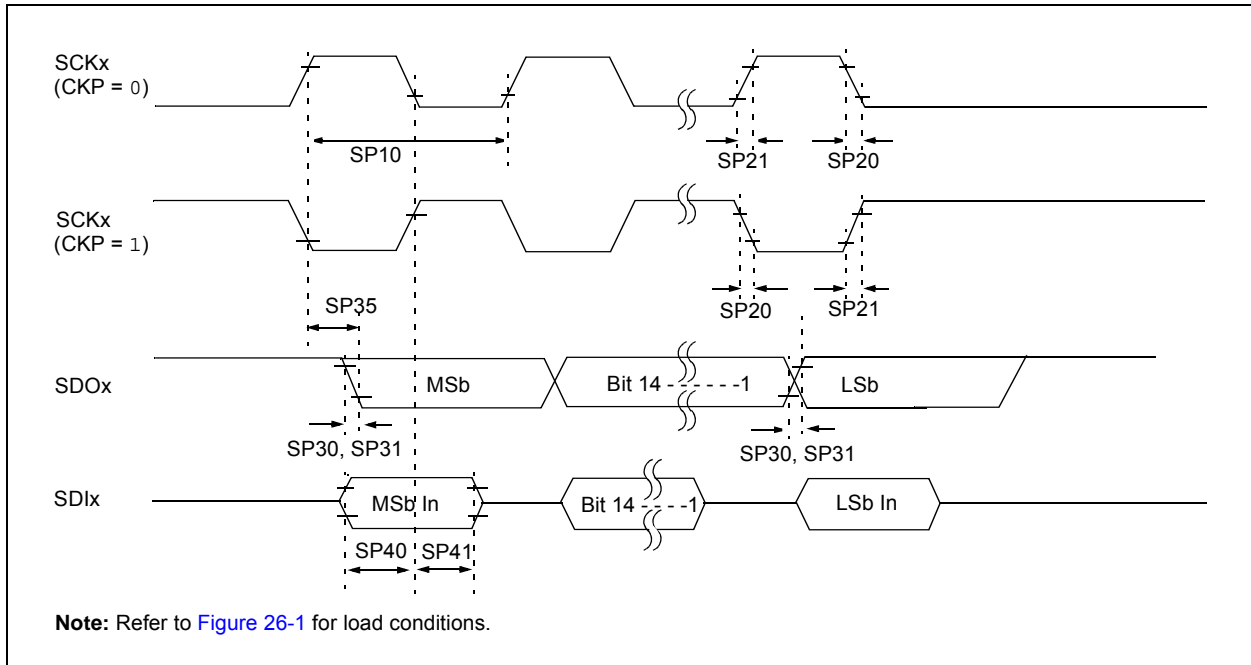 SCKx
(CKP = 0)
SP10
SP21
SP20
SCKx
(CKP = 1)
SP35
SP20
SP21
SDOx
MSb
Bit 14 - - - - - -1
LSb
SP30, SP31
SP30, SP31
SDIx
MSb In
Bit 14 - - - -1
LSb In
SP40
SP41
Note: Refer to Figure 26-1 for load conditions.